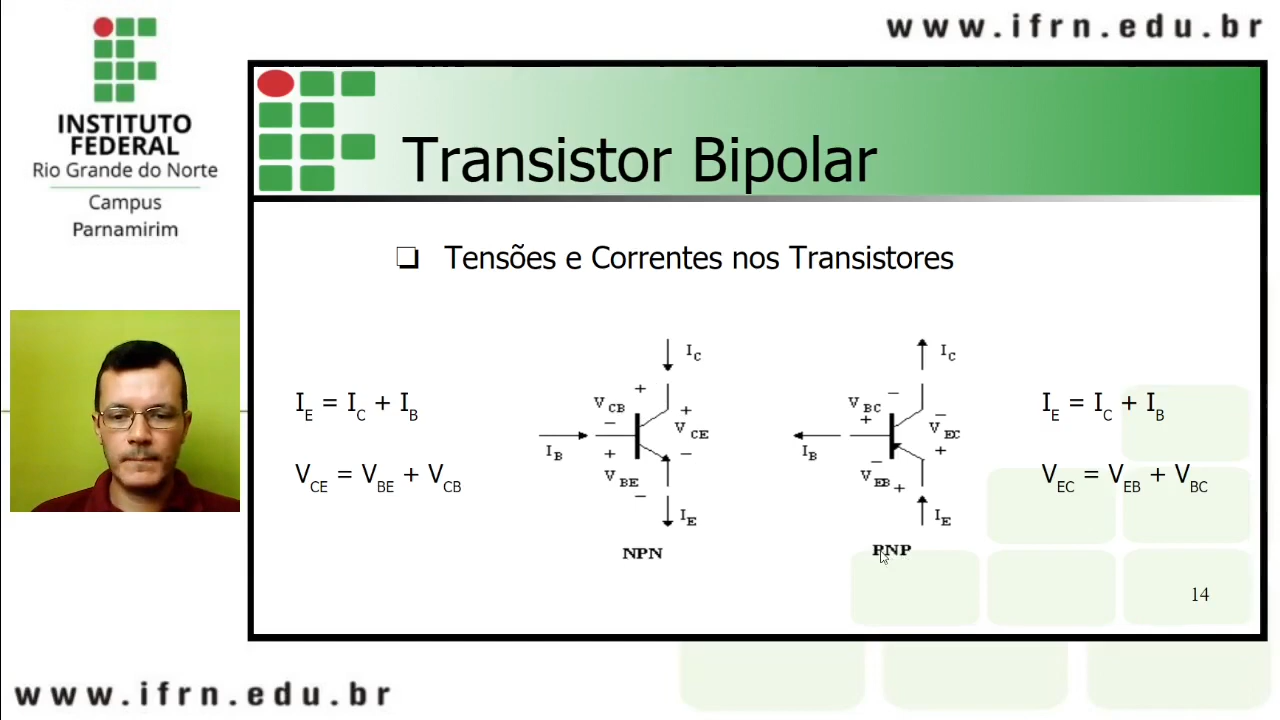 www.ifrn.edu.br
INSTITUTO
FEDERAL
Rio Grande do Norte
Campus
Parnamirim
Transistor Bipolar
❑ Tensões e Correntes nos Transistores
I_E = I_C + I_B
V_CE = V_BE + V_CB
I_C
+
V_CB
+
−
V_CE
I_B
+
−
V_BE
−
I_E
NPN
I_C
V_BC
−
+
−
V_EC
I_B
−
+
V_EB
+
I_E
PNP
I_E = I_C + I_B
V_EC = V_EB + V_BC
14
www.ifrn.edu.br